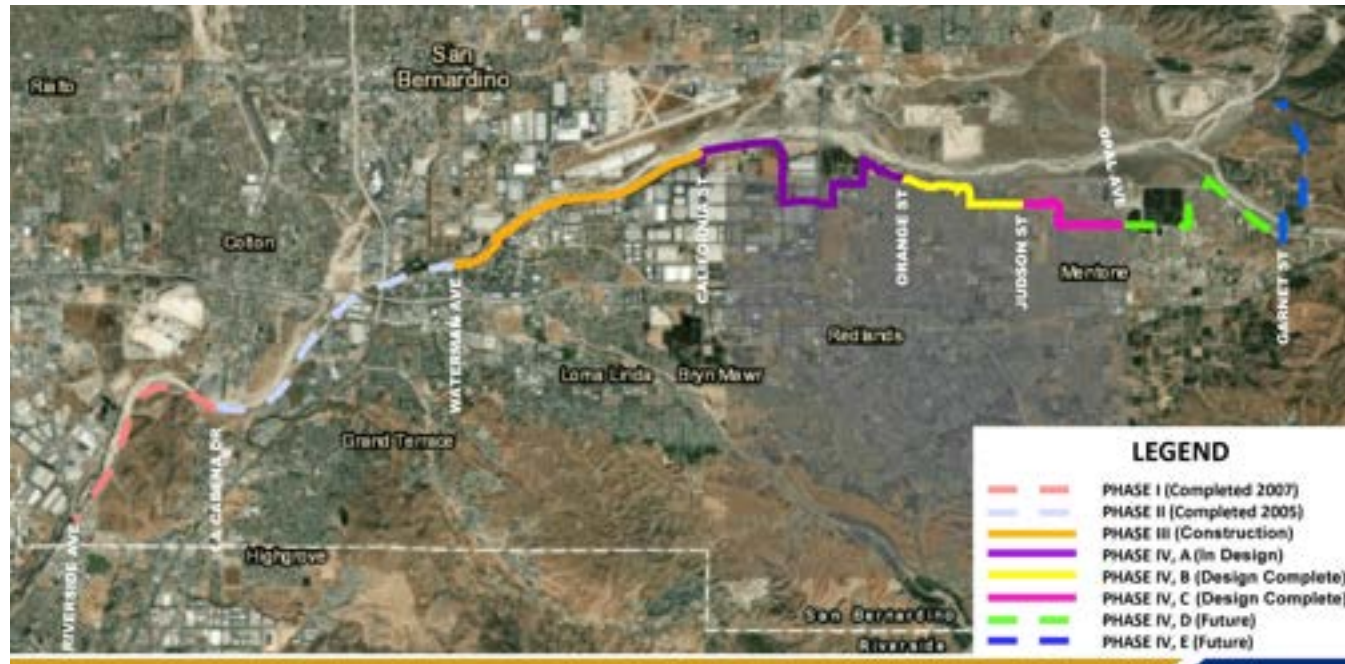 San
Bernardino
Rialto
OPAL AVE
Colton
CALIFORNIA ST
ORANGE ST
JUDSON ST
Mentone
GARNET ST
WATERMAN AVE
Redlands
Loma Linda
Bryn Mawr
Grand Terrace
LA CADENA DR
RIVERSIDE AVE
Highgrove
San Bernardino
Riverside
LEGEND
PHASE I (Completed 2007)
PHASE II (Completed 2005)
PHASE III (Construction)
PHASE IV, A (In Design)
PHASE IV, B (Design Complete)
PHASE IV, C (Design Complete)
PHASE IV, D (Future)
PHASE IV, E (Future)